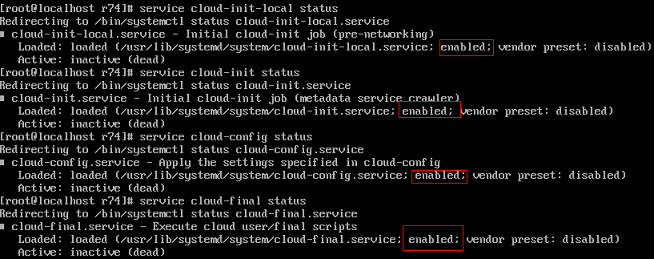 [root@localhost r74]# service cloud-init-local status
Redirecting to /bin/systemctl status cloud-init-local.service
■ cloud-init-local.service - Initial cloud-init job (pre-networking)
Loaded: loaded (/usr/lib/systemd/system/cloud-init-local.service; enabled; vendor preset: disabled)
Active: inactive (dead)
[root@localhost r74]# service cloud-init status
Redirecting to /bin/systemctl status cloud-init.service
■ cloud-init.service - Initial cloud-init job (metadata service crawler)
Loaded: loaded (/usr/lib/systemd/system/cloud-init.service; enabled; vendor preset: disabled)
Active: inactive (dead)
[root@localhost r74]# service cloud-config status
Redirecting to /bin/systemctl status cloud-config.service
■ cloud-config.service - Apply the settings specified in cloud-config
Loaded: loaded (/usr/lib/systemd/system/cloud-config.service; enabled; vendor preset: disabled)
Active: inactive (dead)
[root@localhost r74]# service cloud-final status
Redirecting to /bin/systemctl status cloud-final.service
■ cloud-final.service - Execute cloud user/final scripts
Loaded: loaded (/usr/lib/systemd/system/cloud-final.service; enabled; vendor preset: disabled)
Active: inactive (dead)